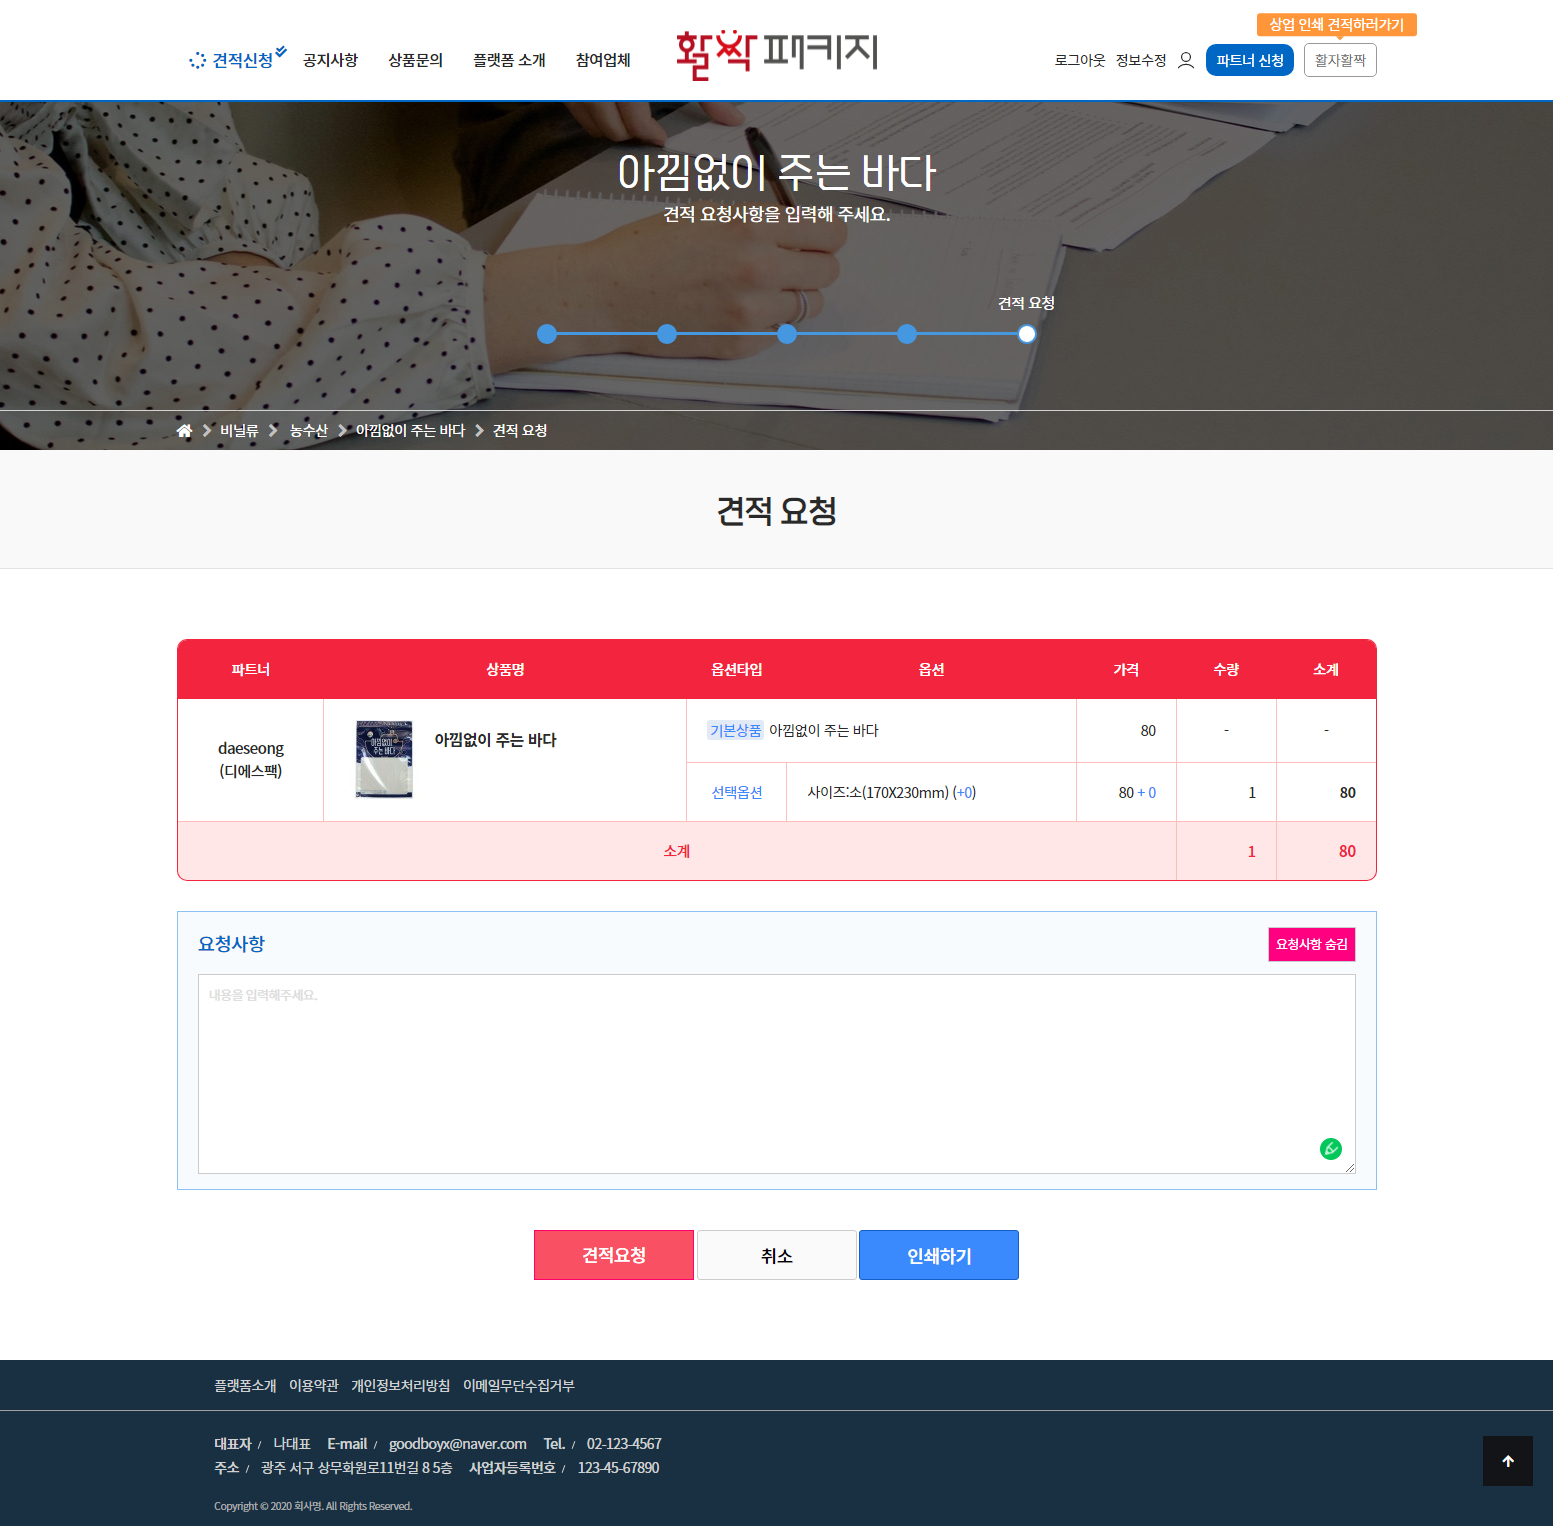 상업 인쇄 견적하러가기
견적신청 공지사항 상품문의 플랫폼 소개 참여업체
활짝 패키지
로그아웃 정보수정 파트너 신청 활자활짝
아낌없이 주는 바다
견적 요청사항을 입력해 주세요.
견적 요청
비닐류 농수산 아낌없이 주는 바다 견적 요청
견적 요청
파트너 상품명 옵션타입 옵션 가격 수량 소계
daeseong
(디에스팩)
아낌없이
주는 바다
아낌없이 주는 바다
기본상품 아낌없이 주는 바다 80 - -
선택옵션 사이즈:소(170X230mm) (+0) 80 + 0 1 80
소계 1 80
요청사항
요청사항 숨김
내용을 입력해주세요.
견적요청 취소 인쇄하기
플랫폼소개 이용약관 개인정보처리방침 이메일무단수집거부
대표자 / 나대표 E-mail / goodboyx@naver.com Tel. / 02-123-4567
주소 / 광주 서구 상무화원로11번길 8 5층 사업자등록번호 / 123-45-67890
Copyright © 2020 회사명. All Rights Reserved.